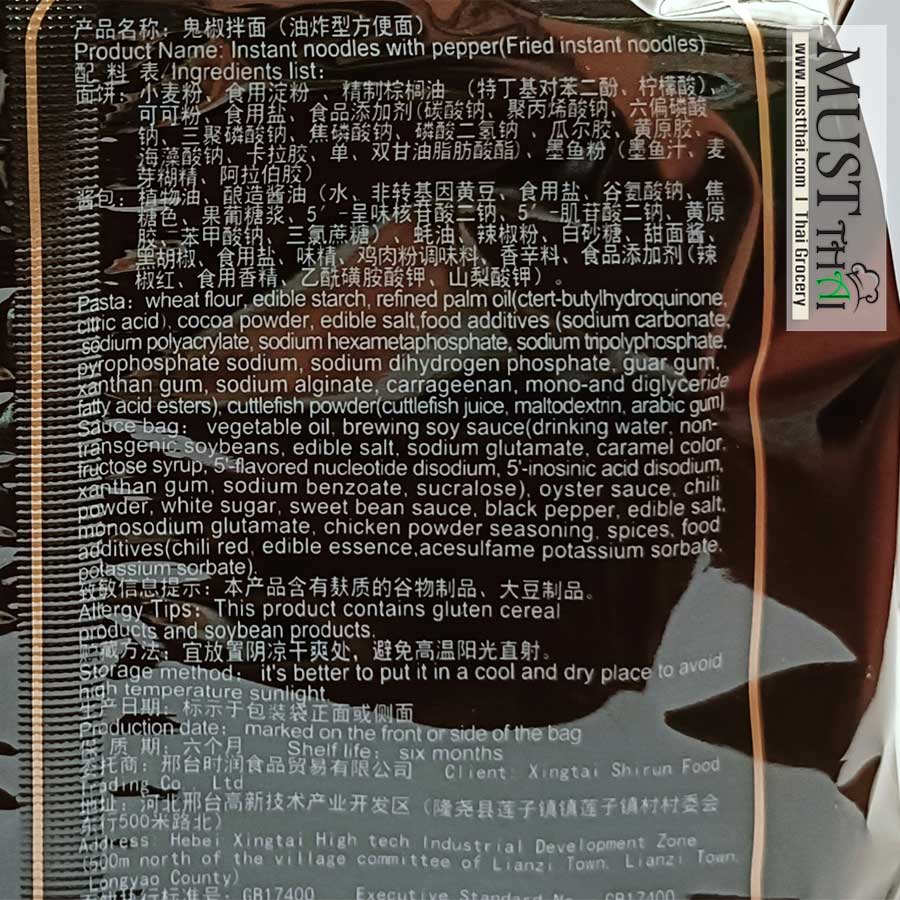 产品名称：鬼椒拌面（油炸型方便面）
Product Name: Instant noodles with pepper(Fried instant noodles)
配 料 表/Ingredients list:
面饼：小麦粉、食用淀粉、精制棕榈油（特丁基对苯二酚、柠檬酸）、
可可粉、食用盐、食品添加剂(碳酸钠、聚丙烯酸钠、六偏磷酸
钠、三聚磷酸钠、焦磷酸钠、磷酸二氢钠、瓜尔胶、黄原胶、
海藻酸钠、卡拉胶、单、双甘油脂肪酸酯)、墨鱼粉（墨鱼汁、麦
芽糊精、阿拉伯胶）
酱包：植物油、酿造酱油（水、非转基因黄豆、食用盐、谷氨酸钠、焦
糖色、果葡糖浆、5′-呈味核苷酸二钠、5′-肌苷酸二钠、黄原
胶、苯甲酸钠、三氯蔗糖）、蚝油、辣椒粉、白砂糖、甜面酱、
黑胡椒、食用盐、味精、鸡肉粉调味料、香辛料、食品添加剂(辣
椒红、食用香精、乙酰磺胺酸钾、山梨酸钾）。
Pasta: wheat flour, edible starch, refined palm oil(ctert-butylhydroquinone,
citric acid), cocoa powder, edible salt,food additives (sodium carbonate,
sodium polyacrylate, sodium hexametaphosphate, sodium tripolyphosphate,
pyrophosphate sodium, sodium dihydrogen phosphate, guar gum,
xanthan gum, sodium alginate, carrageenan, mono-and diglyceride
fatty acid esters), cuttlefish powder(cuttlefish juice, maltodextrin, arabic gum)
Sauce bag: vegetable oil, brewing soy sauce(drinking water, non-
transgenic soybeans, edible salt, sodium glutamate, caramel color,
fructose syrup, 5'-flavored nucleotide disodium, 5'-inosinic acid disodium,
xanthan gum, sodium benzoate, sucralose), oyster sauce, chili
powder, white sugar, sweet bean sauce, black pepper, edible salt,
monosodium glutamate, chicken powder seasoning, spices, food
additives(chili red, edible essence,acesulfame potassium sorbate,
potassium sorbate).
致敏信息提示：本产品含有麸质的谷物制品、大豆制品。
Allergy Tips: This product contains gluten cereal
products and soybean products.
贮藏方法：宜放置阴凉干爽处，避免高温阳光直射。
Storage method: it's better to put it in a cool and dry place to avoid
high temperature sunlight
生产日期：标示于包装袋正面或侧面
Production date: marked on the front or side of the bag
保 质 期：六个月 Shelf life: six months
委托商：邢台时润食品贸易有限公司 Client: Xingtai Shirun Food
Trading Co., Ltd
地址：河北邢台高新技术产业开发区（隆尧县莲子镇镇莲子镇村村委会
东行500米路北）
Address: Hebei Xingtai High tech Industrial Development Zone
(500m north of the village committee of Lianzi Town, Lianzi Town,
Longyao County)
GB17400 Executive Standard No. GB17400
MUST THAI
www.mustthai.com | Thai Grocery